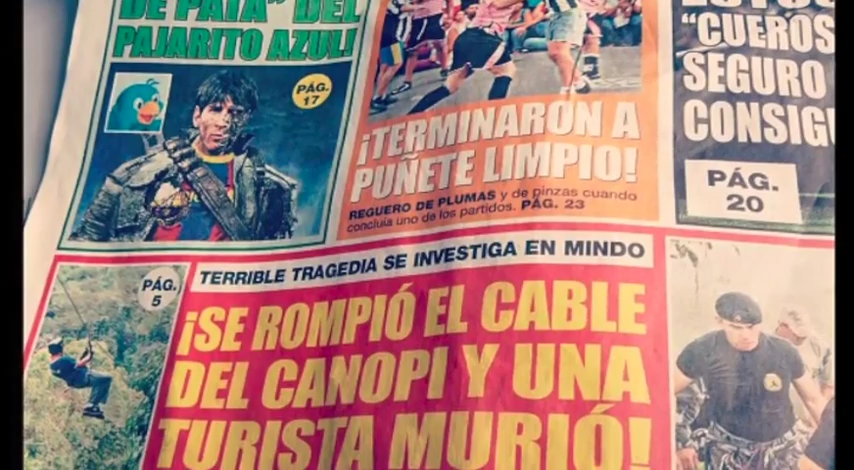 DE PATA" DEL
PAJARITO AZUL!
PÁG.
17
¡TERMINARON A
PUÑETE LIMPIO!
REGUERO DE PLUMAS y de pinzas cuando
concluía uno de los partidos. PÁG. 23
"CUEROS
SEGURO
CONSIGU
PÁG.
20
TERRIBLE TRAGEDIA SE INVESTIGA EN MINDO
PÁG.
5
¡SE ROMPIÓ EL CABLE
DEL CANOPI Y UNA
TURISTA MURIÓ!